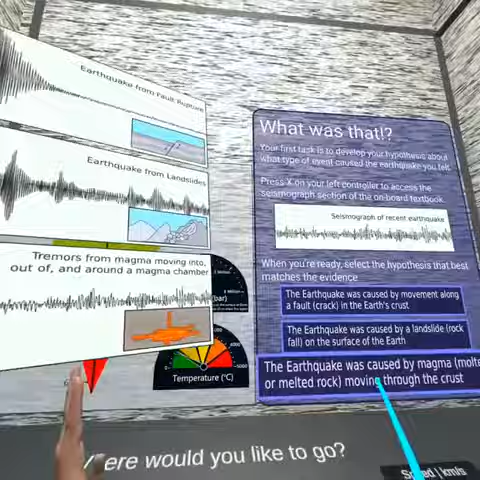 Earthquake from Fault Rupture
Earthquake from Landslides
Tremors from magma moving into,
out of, and around a magma chamber
(bar)
Temperature (°C)
What was that!?
Your first task is to develop your hypothesis about
what type of event caused the earthquake you felt.
Press X on your left controller to access the
seismograph section of the on-board textbook.
Seismograph of recent earthquake
When you're ready, select the hypothesis that best
matches the evidence
The Earthquake was caused by movement along
a fault (crack) in the Earth's crust
The Earthquake was caused by a landslide (rock
fall) on the surface of the Earth
The Earthquake was caused by magma (molte
or melted rock) moving through the crust
ere would you like to go?
km/s